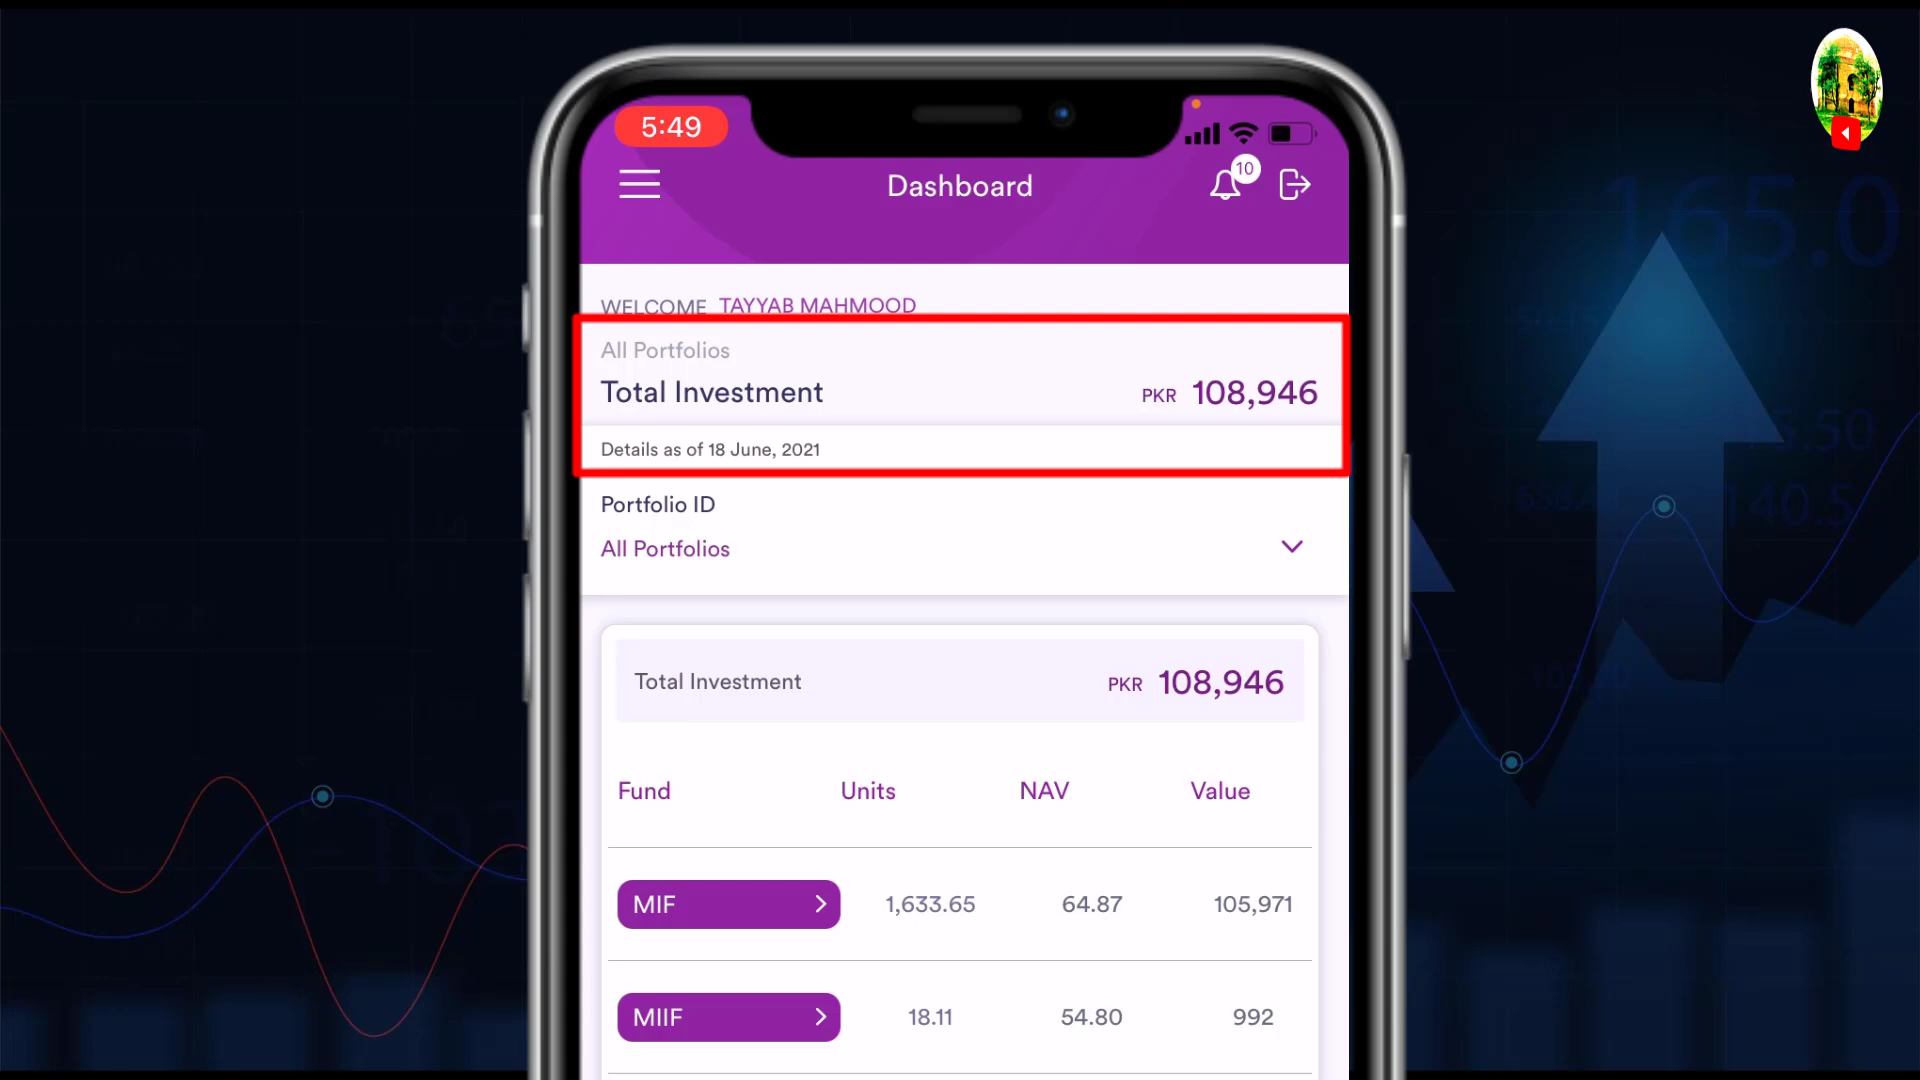 5:49
10
Dashboard
WELCOME TAYYAB MAHMOOD
All Portfolios
Total Investment PKR 108,946
Details as of 18 June, 2021
Portfolio ID
All Portfolios
Total Investment PKR 108,946
Fund Units NAV Value
MIF 1,633.65 64.87 105,971
MIIF 18.11 54.80 992
165.0